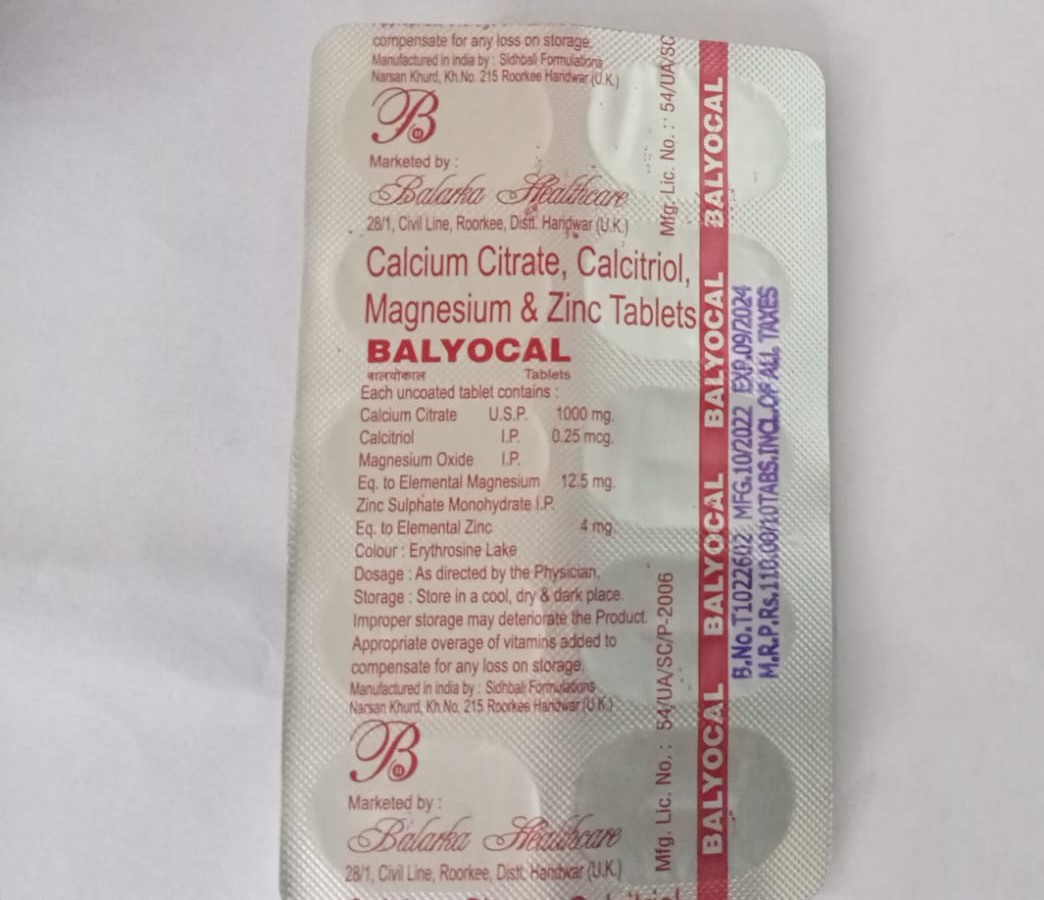 compensate for any loss on storage.
Manufactured in india by : Sidhbali Formulations
Narsan Khurd, Kh.No. 215 Roorkee Haridwar (U.K.)
B
Marketed by :
Balarka Healthcare
28/1, Civil Line, Roorkee, Distt. Haridwar (U.K.)
Calcium Citrate, Calcitriol,
Magnesium & Zinc Tablets
BALYOCAL
बालयोकाल Tablets
Each uncoated tablet contains :
Calcium Citrate U.S.P. 1000 mg.
Calcitriol I.P. 0.25 mcg.
Magnesium Oxide I.P.
Eq. to Elemental Magnesium 12.5 mg.
Zinc Sulphate Monohydrate I.P.
Eq. to Elemental Zinc 4 mg.
Colour : Erythrosine Lake
Dosage : As directed by the Physician.
Storage : Store in a cool, dry & dark place.
Improper storage may deteriorate the Product.
Appropriate overage of vitamins added to
compensate for any loss on storage.
Manufactured in india by : Sidhbali Formulations
Narsan Khurd, Kh.No. 215 Roorkee Haridwar (U.K.)
B
Marketed by :
Balarka Healthcare
28/1, Civil Line, Roorkee, Distt. Haridwar (U.K.)
Mfg. Lic. No. : 54/UA/SC
Mfg. Lic. No. : 54/UA/SC/P-2006
BALYOCAL BALYOCAL BALYOCAL BALYOCAL
B.No.T1022602 MFG.10/2022 EXP.09/2024
M.R.P.Rs.110.00/10TABS.INCL.OF ALL TAXES